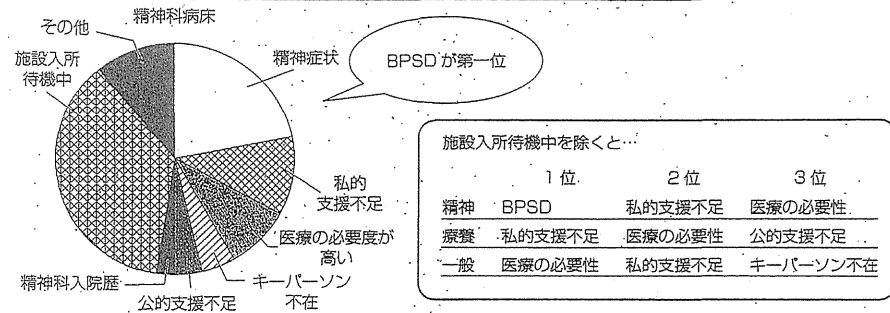 精神科病床
その他
施設入所
待機中
精神症状
BPSDが第一位
私的
支援不足
医療の必要度が
高い
キーパーソン
不在
公的支援不足
精神科入院歴
施設入所待機中を除くと…
1位 2位 3位
精神 BPSD 私的支援不足 医療の必要性
療養 私的支援不足 医療の必要性 公的支援不足
一般 医療の必要性 私的支援不足 キーパーソン不在